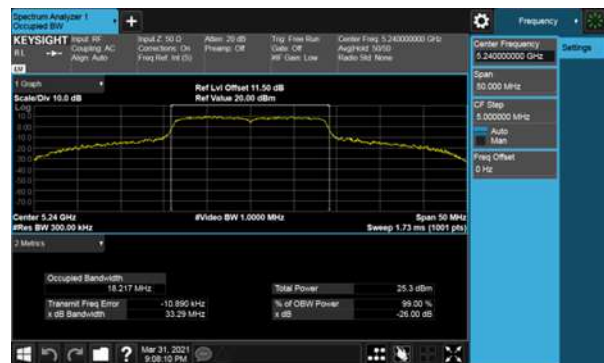 Spectrum Analyzer 1
Occupied BW
Frequency
KEYSIGHT Input: RF
Coupling: AC
Align: Auto
Input Z: 50 Ω
Corrections: On
Freq Ref: Int (S)
Atten: 20 dB
Preamp: Off
Trig: Free Run
Gate: Off
#IF Gain: Low
Center Freq: 5.240000000 GHz
Avg|Hold: 50/50
Radio Std: None
Center Frequency
5.240000000 GHz
Settings
Span
50.000 MHz
CF Step
5.000000 MHz
Auto
Man
Freq Offset
0 Hz
1 Graph
Scale/Div 10.0 dB
Ref Lvl Offset 11.50 dB
Ref Value 20.00 dBm
Log
10.0
0.00
-10.0
-20.0
-30.0
-40.0
-50.0
-60.0
-70.0
Center 5.24 GHz
#Video BW 1.0000 MHz
Span 50 MHz
#Res BW 300.00 kHz
Sweep 1.73 ms (1001 pts)
2 Metrics
Occupied Bandwidth
18.217 MHz
Total Power
25.3 dBm
Transmit Freq Error
-10.890 kHz
% of OBW Power
99.00 %
x dB Bandwidth
33.29 MHz
x dB
-26.00 dB
Mar 31, 2021
9:08:10 PM